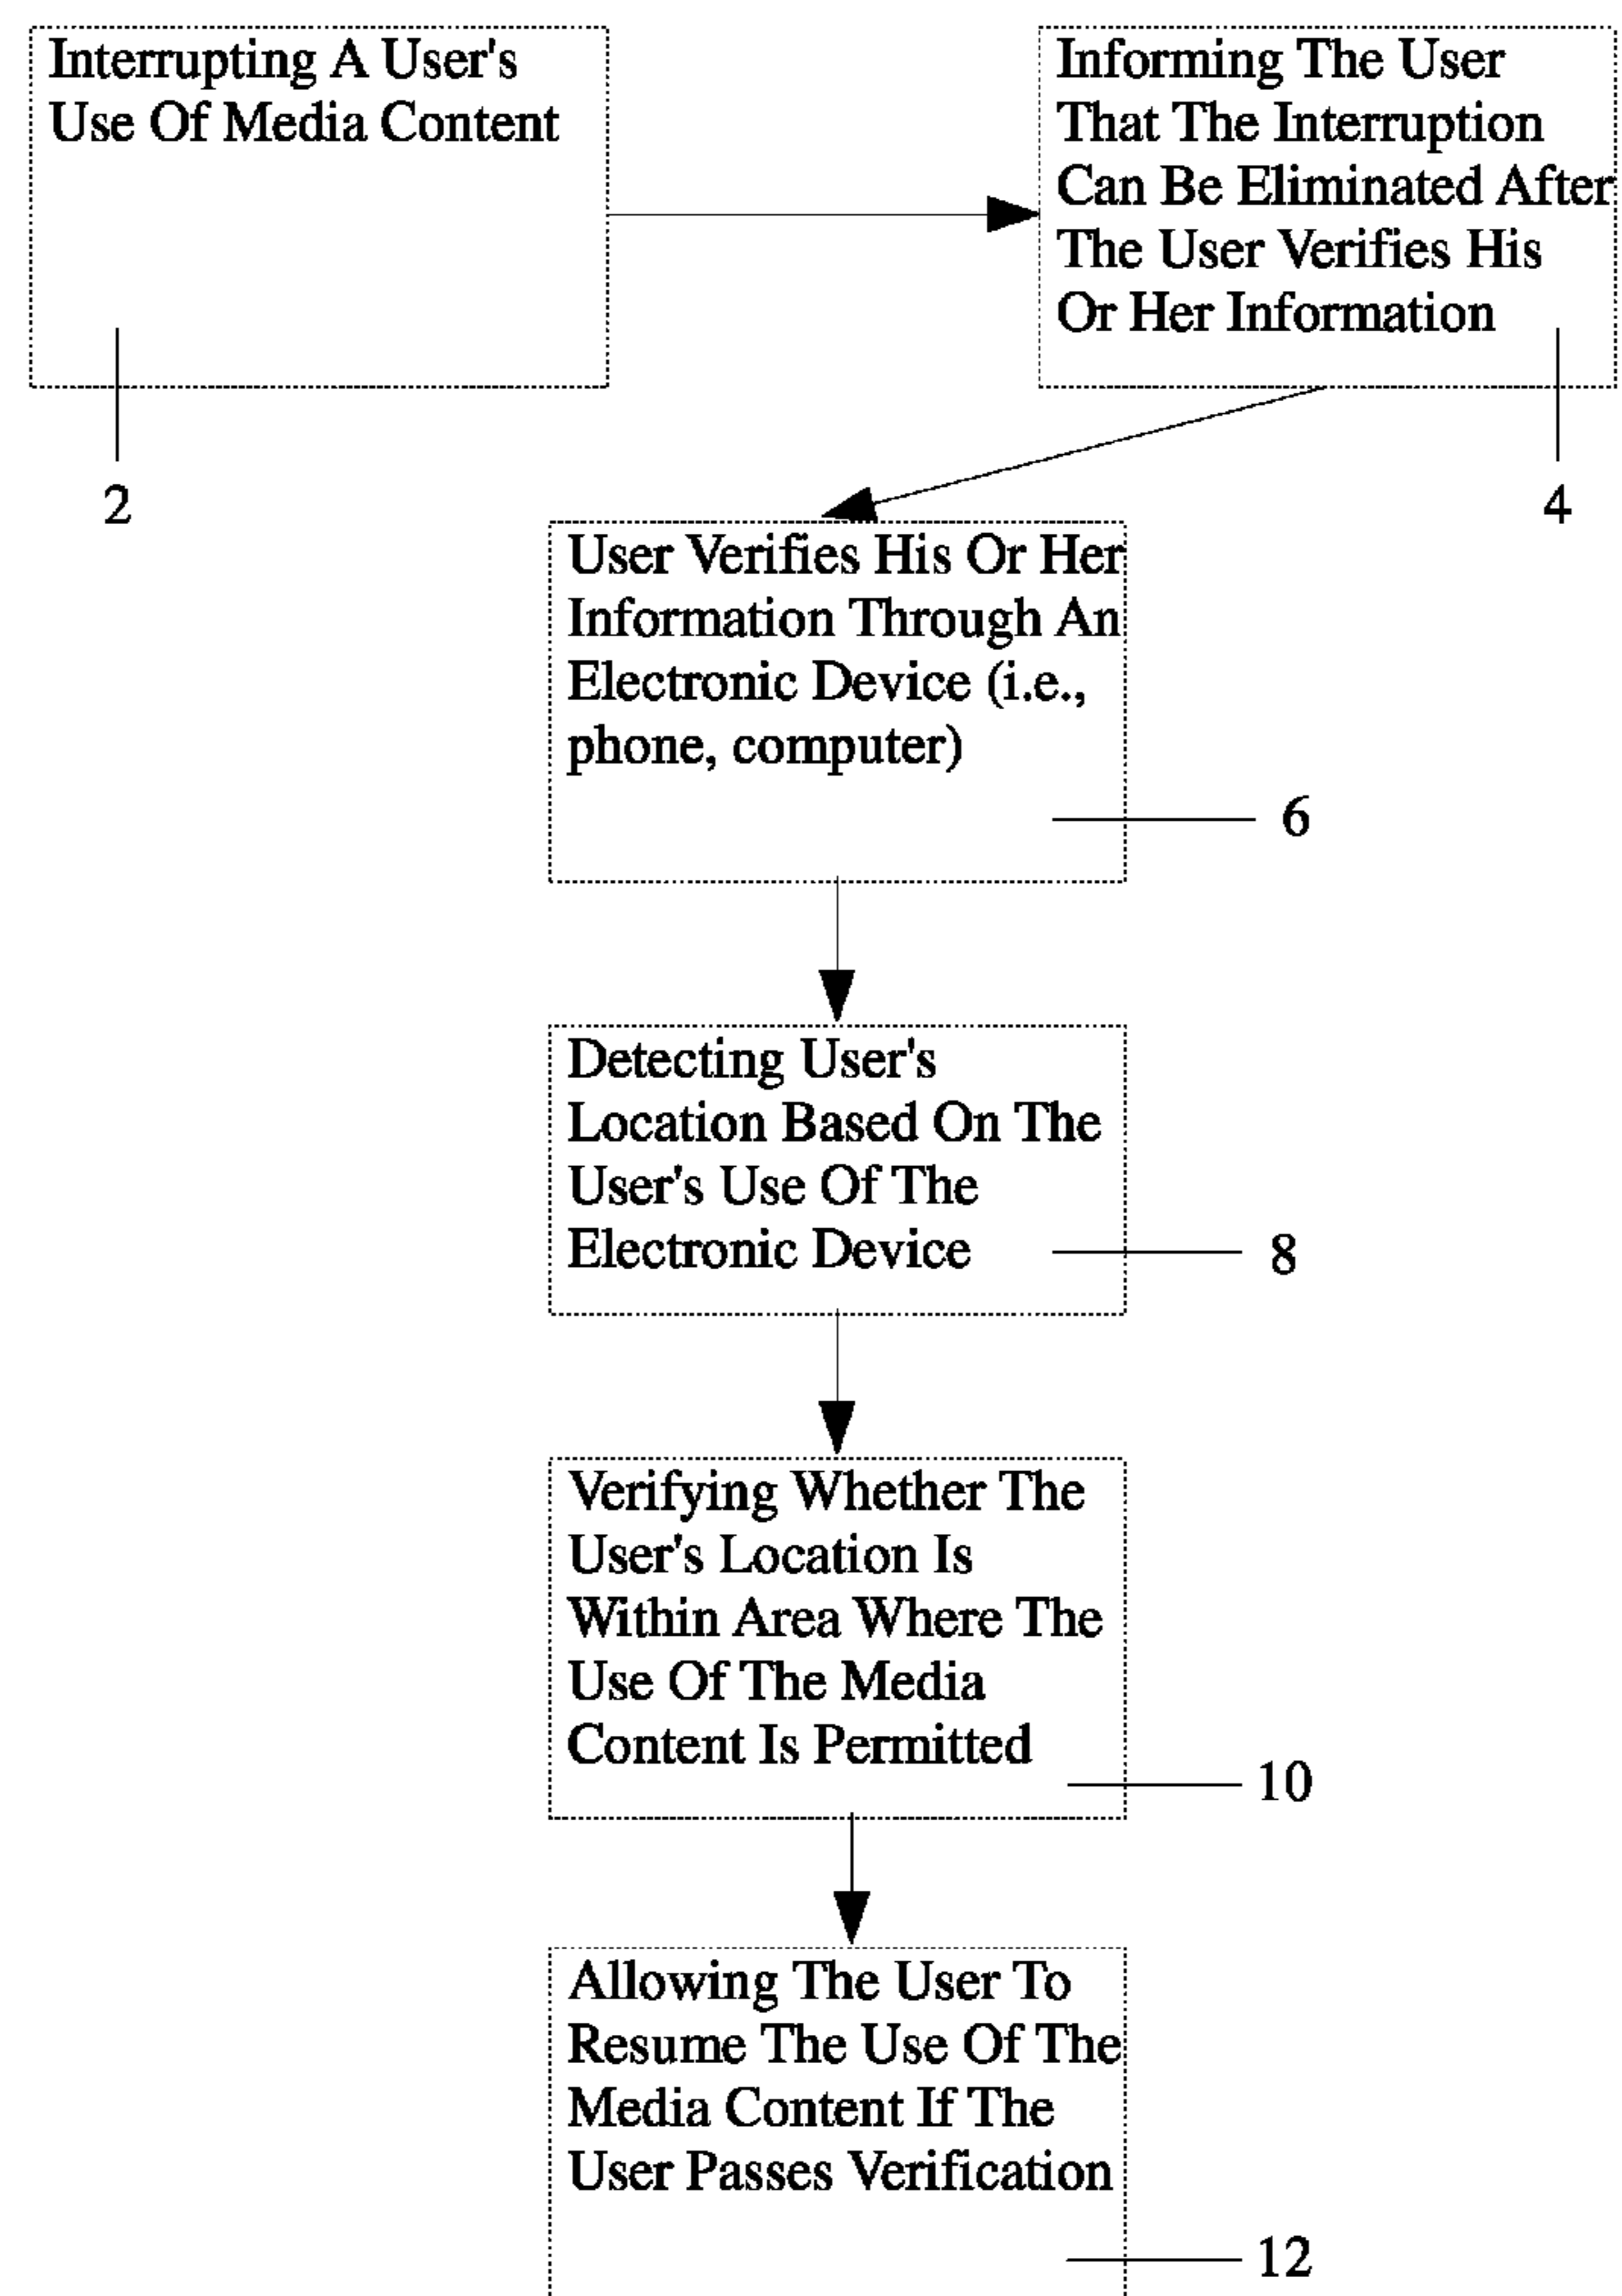 Interrupting A User's
Use Of Media Content
2
Informing The User
That The Interruption
Can Be Eliminated After
The User Verifies His
Or Her Information
4
User Verifies His Or Her
Information Through An
Electronic Device (i.e.,
phone, computer)
6
Detecting User's
Location Based On The
User's Use Of The
Electronic Device
8
Verifying Whether The
User's Location Is
Within Area Where The
Use Of The Media
Content Is Permitted
10
Allowing The User To
Resume The Use Of The
Media Content If The
User Passes Verification
12